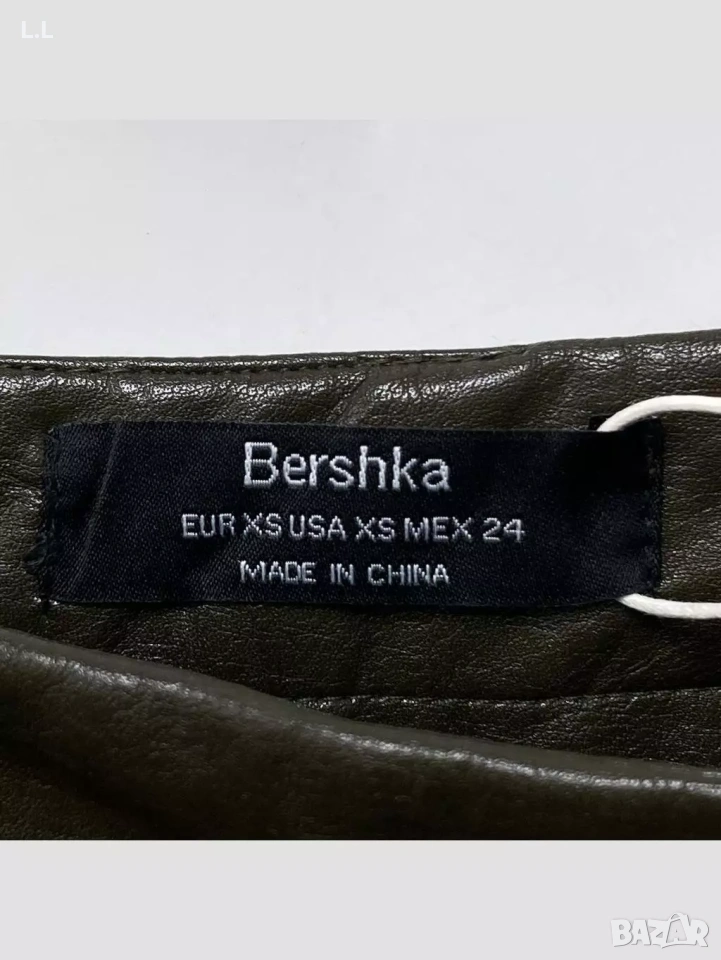 L.L
Bershka
EUR XS USA XS MEX 24
MADE IN CHINA
BAZAR